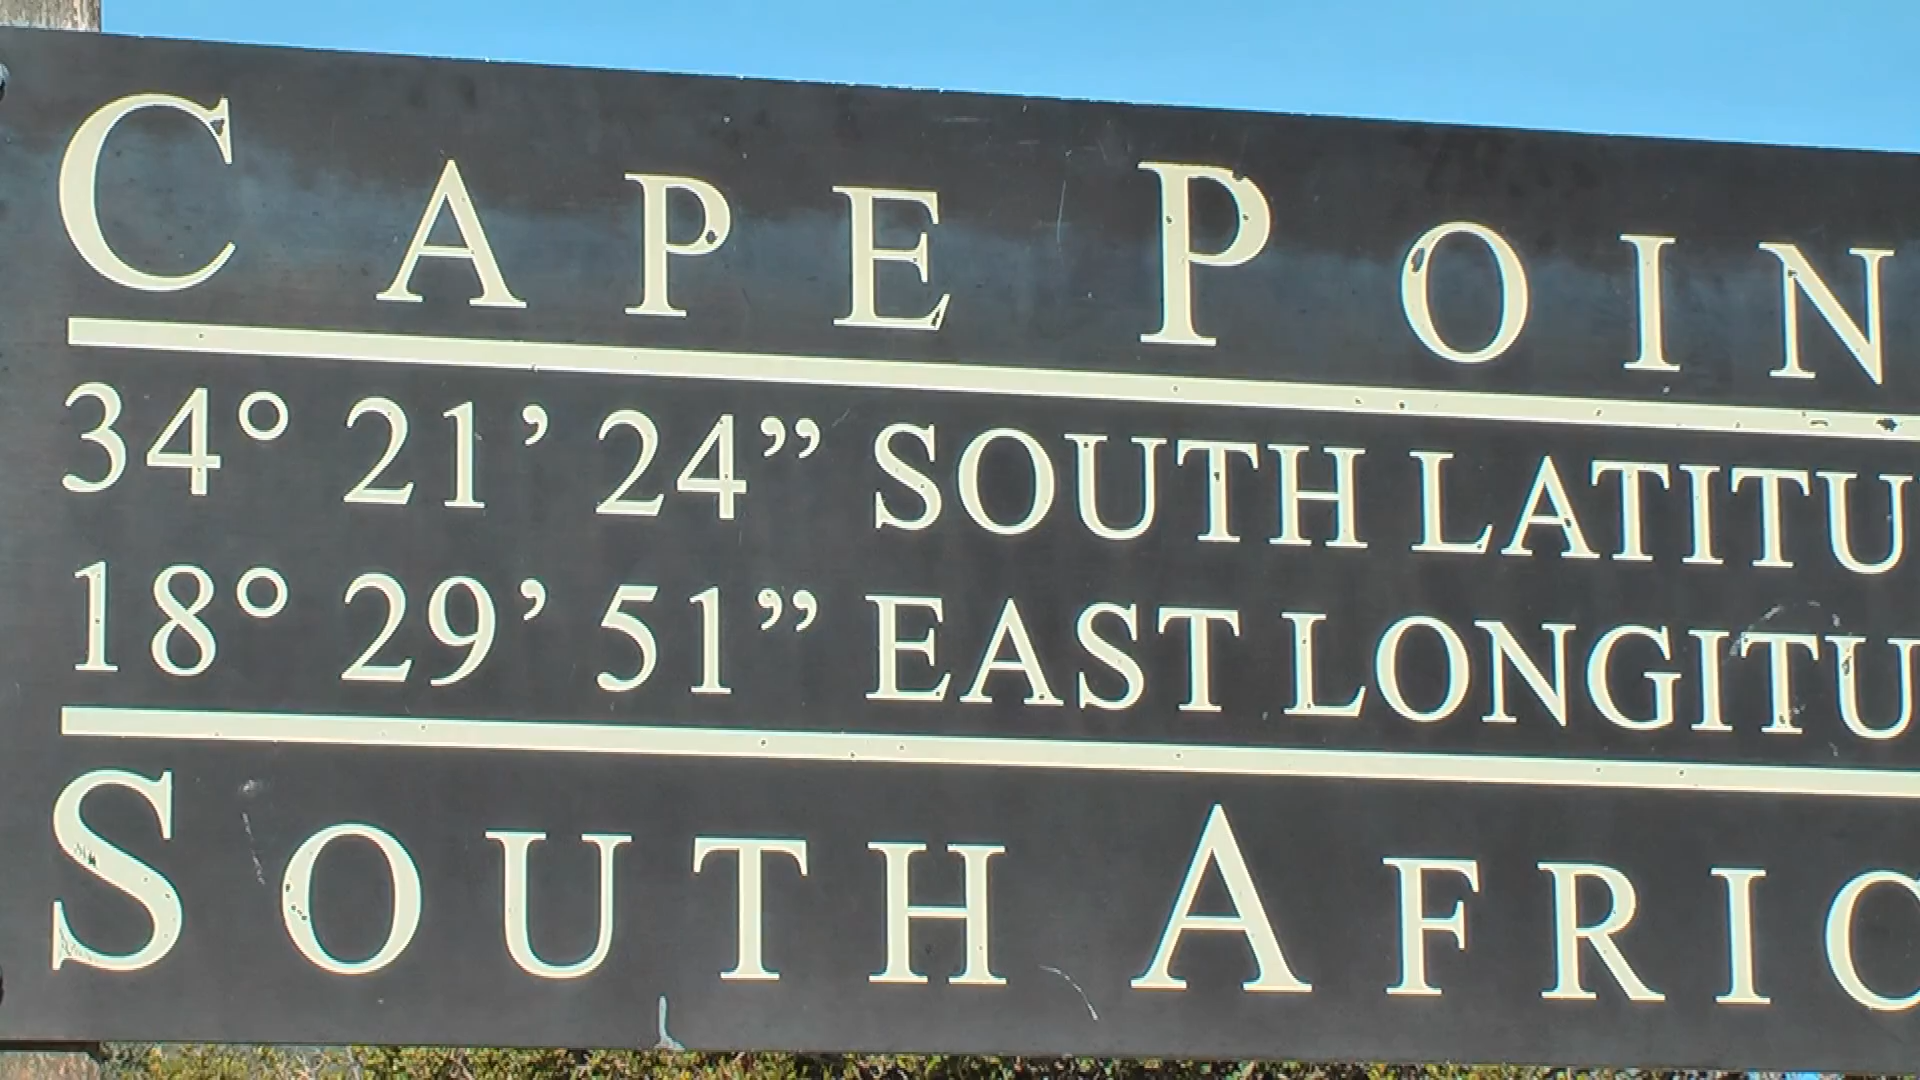 CAPE POIN
34° 21’ 24” SOUTH LATITU
18° 29’ 51” EAST LONGITU
SOUTH AFRIC